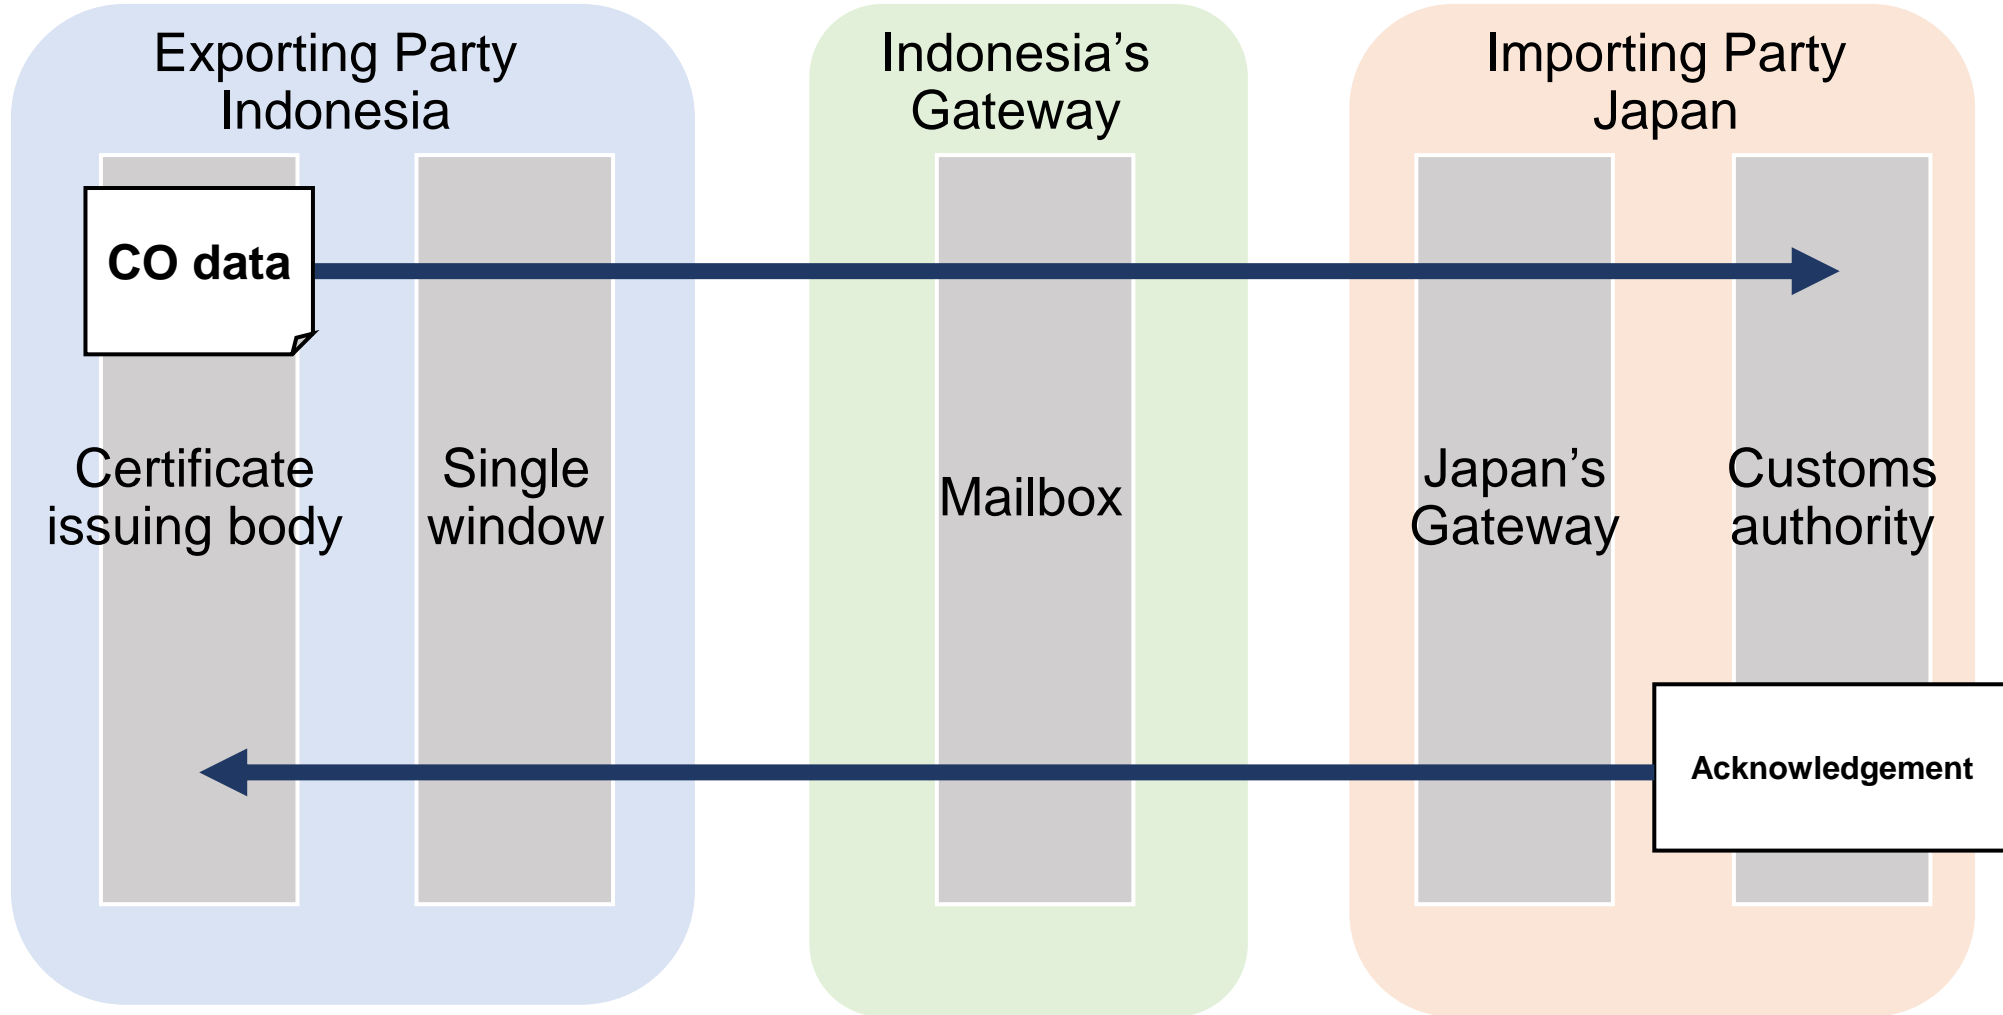 Exporting Party
Indonesia
Indonesia’s
Gateway
Importing Party
Japan
CO data
Certificate
issuing body
Single
window
Mailbox
Japan’s
Gateway
Customs
authority
Acknowledgement